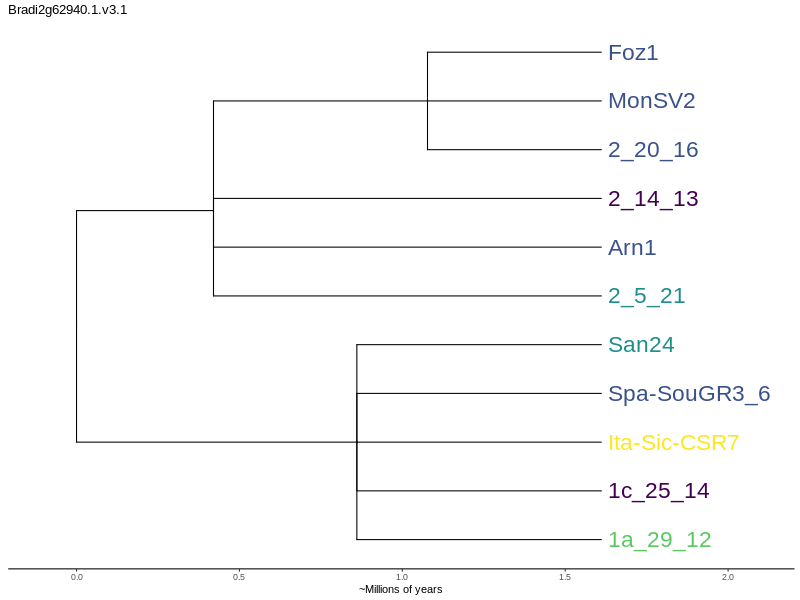 Bradi2g62940.1.v3.1
Foz1
MonSV2
2_20_16
2_14_13
Arn1
2_5_21
San24
Spa-SouGR3_6
Ita-Sic-CSR7
1c_25_14
1a_29_12
0.0 0.5 1.0 1.5 2.0
~Millions of years